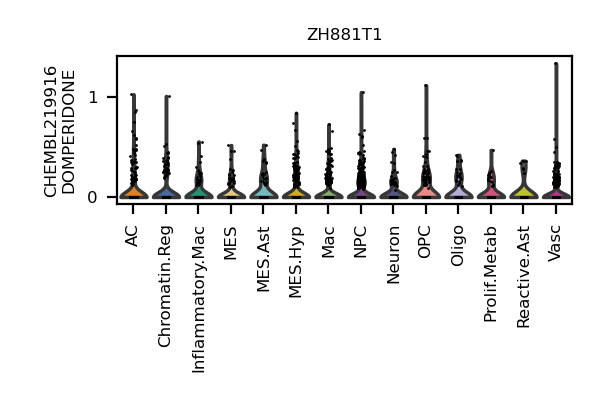 ZH881T1
CHEMBL219916
DOMPERIDONE
1
0
AC
Chromatin.Reg
Inflammatory.Mac
MES
MES.Ast
MES.Hyp
Mac
NPC
Neuron
OPC
Oligo
Prolif.Metab
Reactive.Ast
Vasc